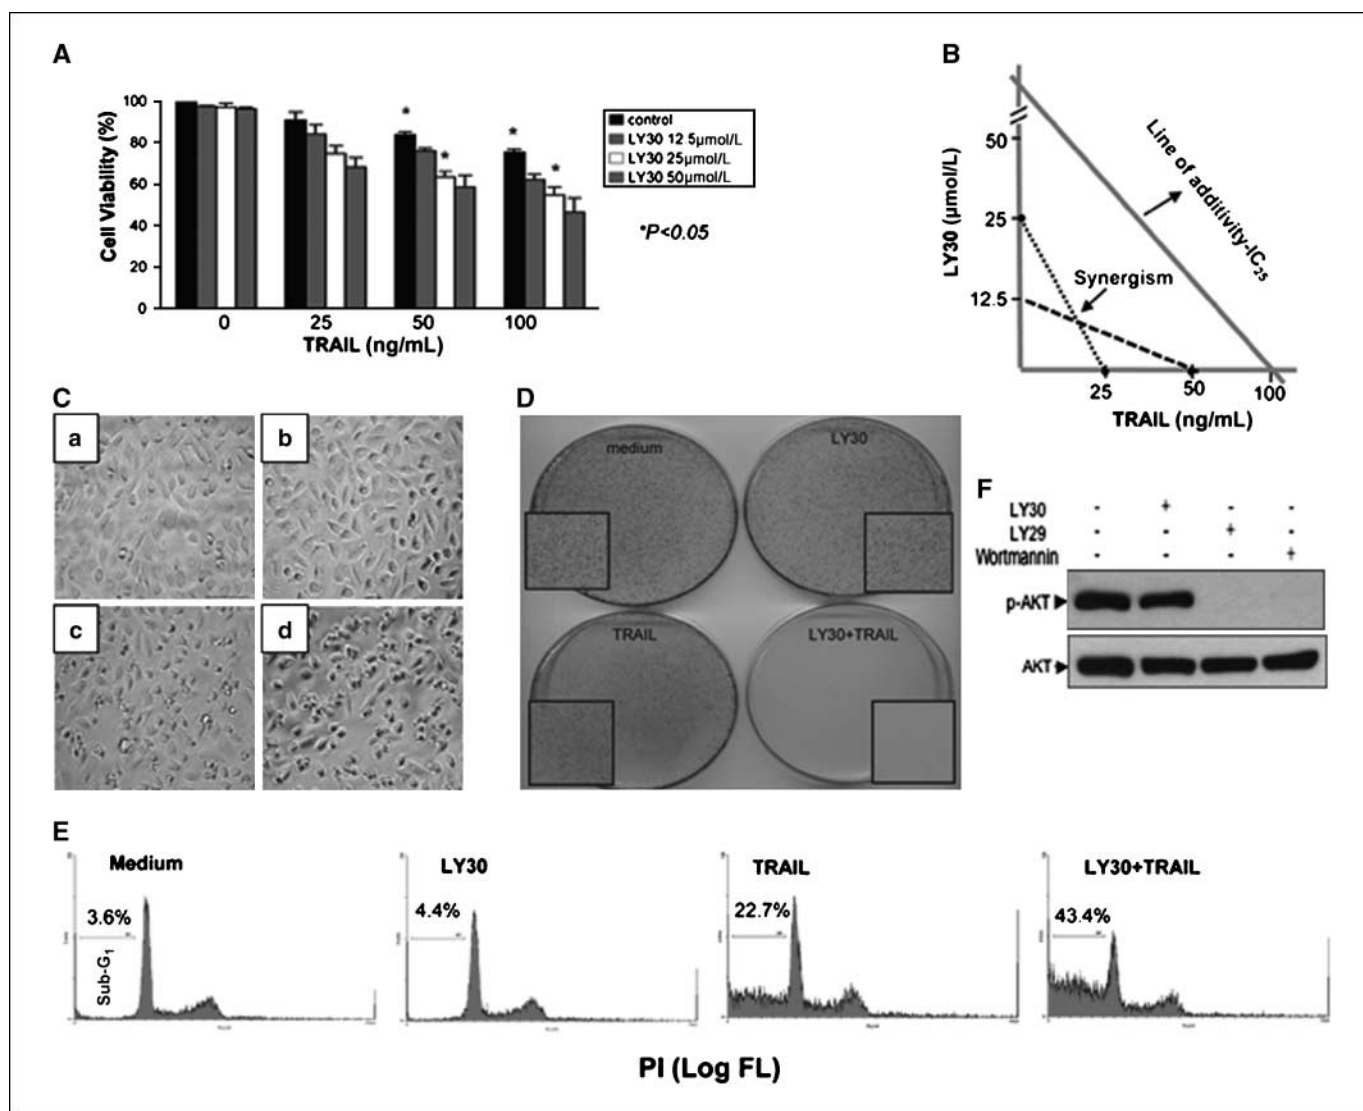 A
100
80
60
40
20
0
Cell Viability (%)
* * * *
control
LY30 12 5µmol/L
LY30 25µmol/L
LY30 50µmol/L
*P<0.05
0 25 50 100
TRAIL (ng/mL)
B
50
25
12.5
LY30 (µmol/L)
Line of additivity-IC25
Synergism
25 50 100
TRAIL (ng/mL)
C
a
b
c
d
D
medium
LY30
TRAIL
LY30+TRAIL
F
LY30 - + - -
LY29 - - + -
Wortmannin - - - +
p-AKT
AKT
E
Medium
3.6%
Sub-G1
LY30
4.4%
TRAIL
22.7%
LY30+TRAIL
43.4%
PI (Log FL)